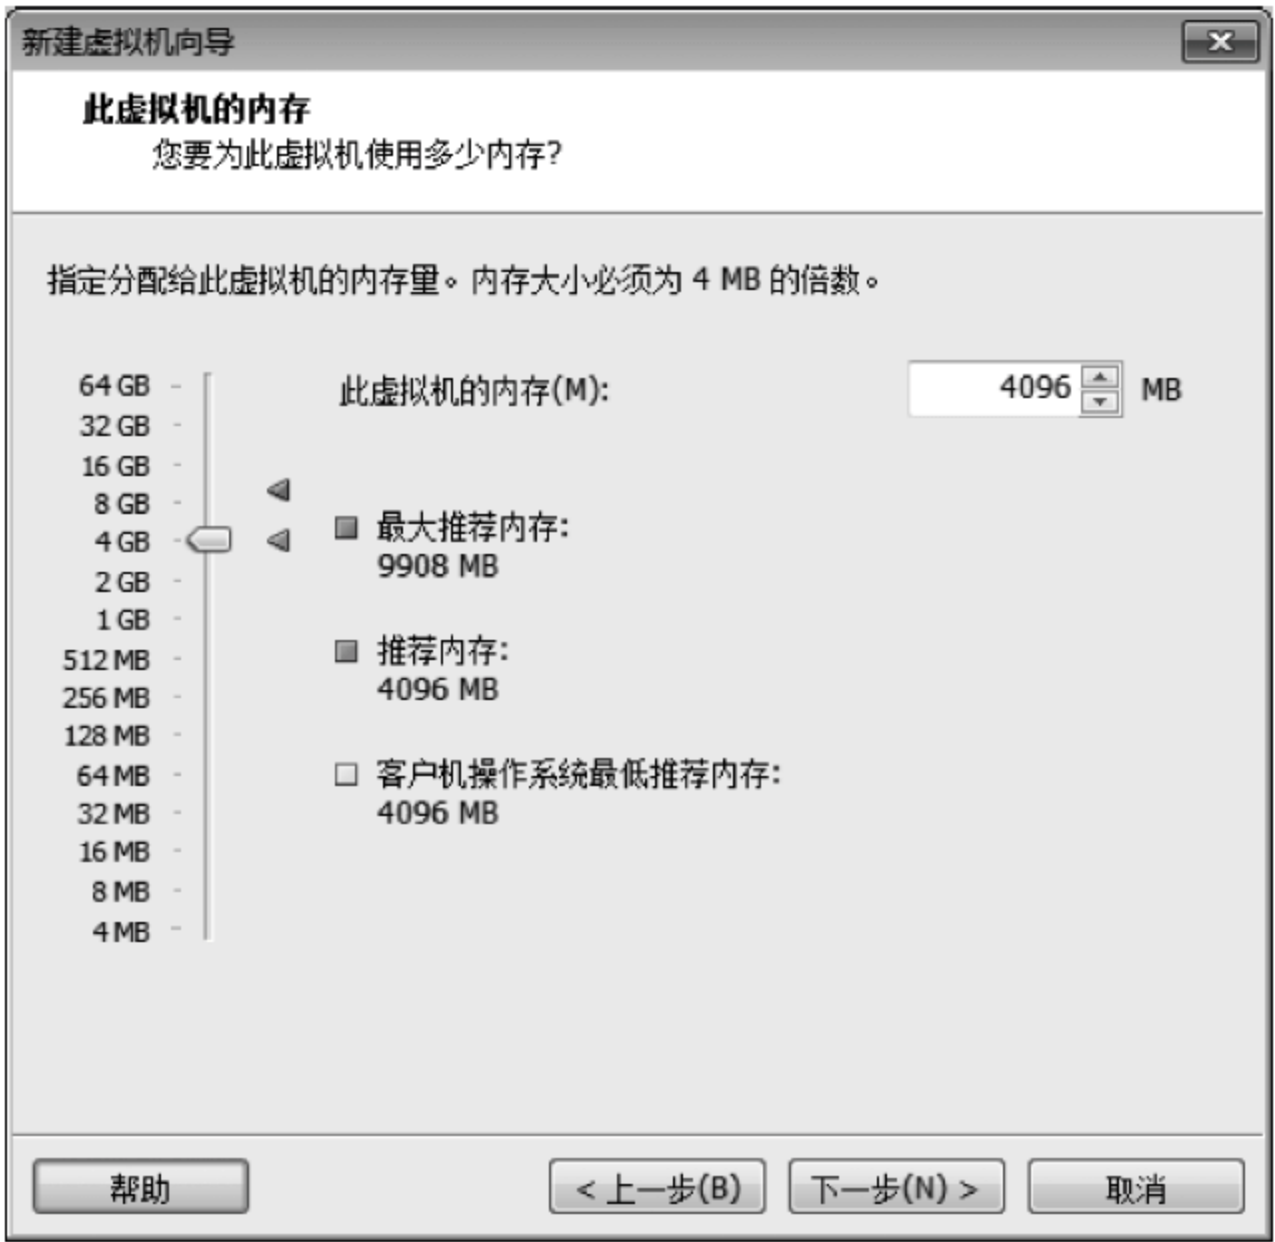 新建虚拟机向导
此虚拟机的内存
您要为此虚拟机使用多少内存?
指定分配给此虚拟机的内存量。内存大小必须为 4 MB 的倍数。
64 GB
32 GB
16 GB
8 GB
4 GB
2 GB
1 GB
512 MB
256 MB
128 MB
64 MB
32 MB
16 MB
8 MB
4 MB
此虚拟机的内存(M): 4096 MB
最大推荐内存:
9908 MB
推荐内存:
4096 MB
客户机操作系统最低推荐内存:
4096 MB
帮助 < 上一步(B) 下一步(N) > 取消